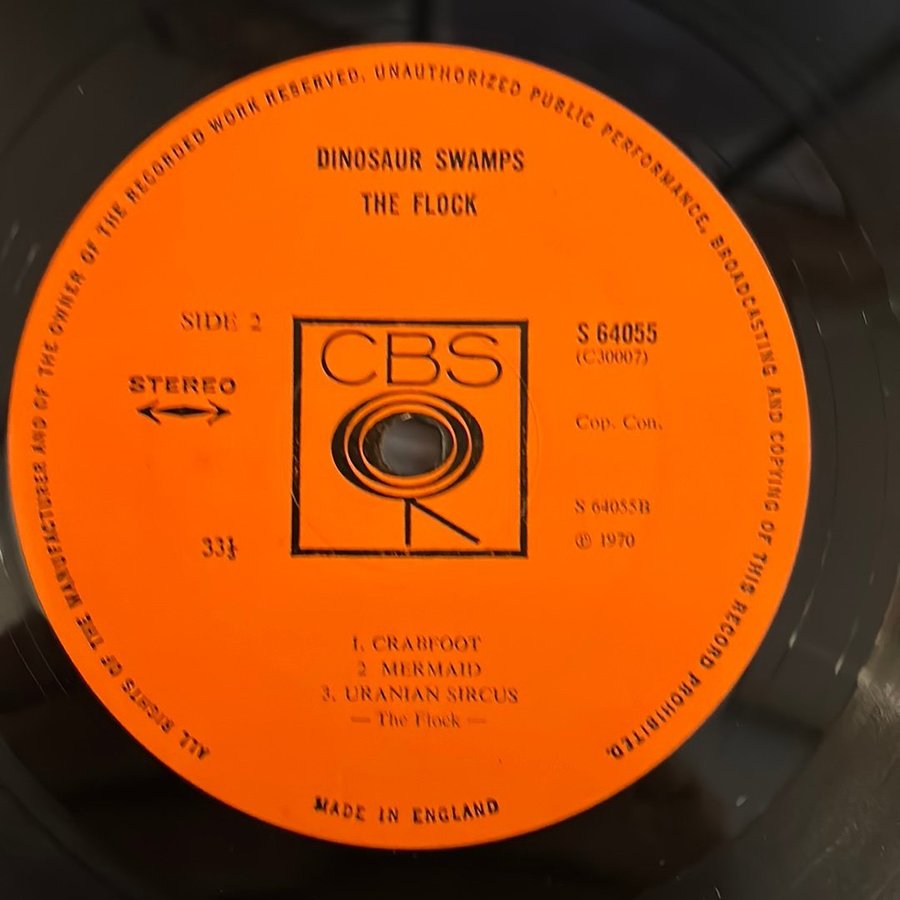 ALL RIGHTS OF THE MANUFACTURER AND OF THE OWNER OF THE RECORDED WORK RESERVED. UNAUTHORIZED PUBLIC PERFORMANCE, BROADCASTING AND COPYING OF THIS RECORD PROHIBITED.
DINOSAUR SWAMPS
THE FLOCK
SIDE 2
STEREO
33⅓
CBS
S 64055
(C30007)
Cop. Con.
S 64055B
℗ 1970
1. CRABFOOT
2 MERMAID
3. URANIAN SIRCUS
— The Flock —
MADE IN ENGLAND